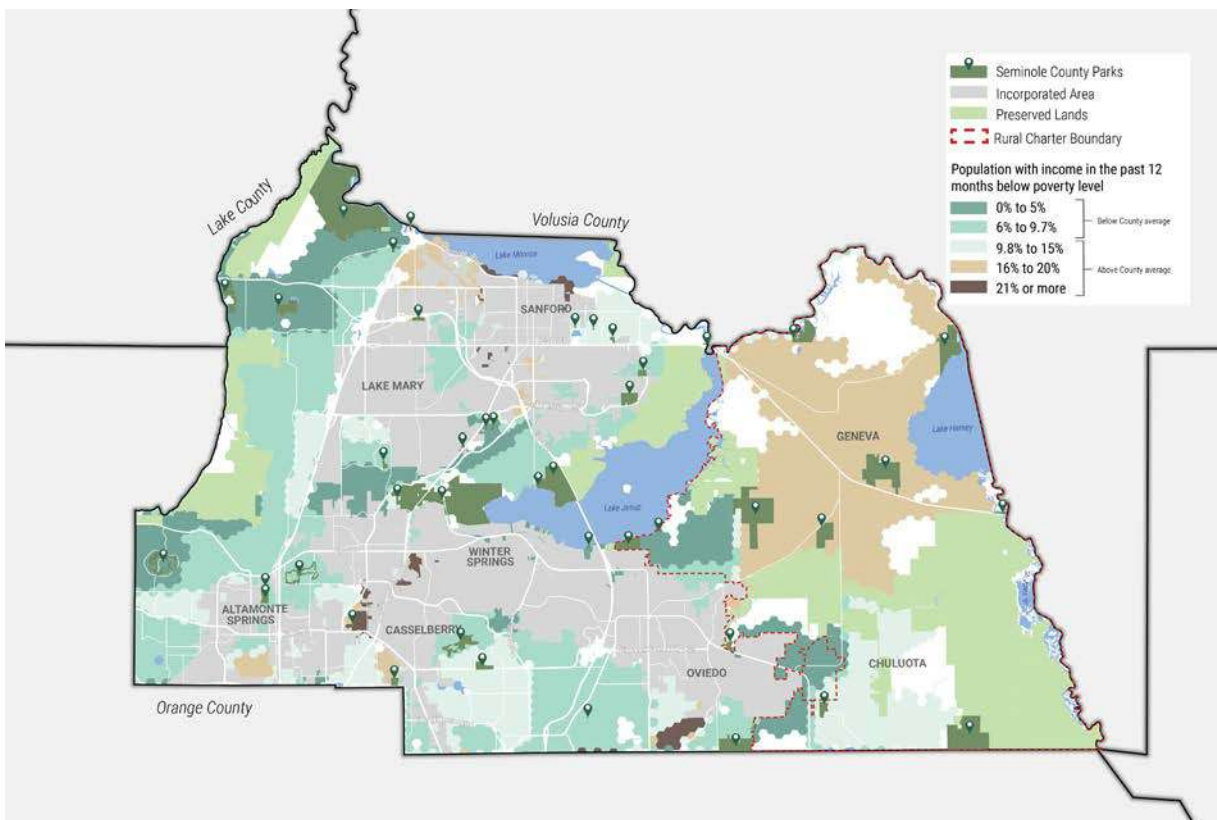 Seminole County Parks
Incorporated Area
Preserved Lands
Rural Charter Boundary
Population with income in the past 12
months below poverty level
0% to 5%
6% to 9.7%
Below County average
9.8% to 15%
16% to 20%
Above County average
21% or more
Lake County
Volusia County
Lake Monroe
SANFORD
LAKE MARY
GENEVA
Lake Harney
Lake Jesup
WINTER
SPRINGS
ALTAMONTE
SPRINGS
CASSELBERRY
OVIEDO
CHULUOTA
Orange County